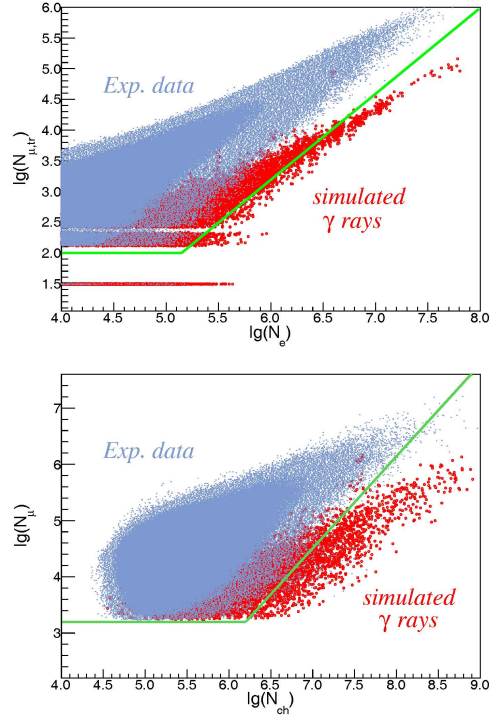 6.0
5.5
5.0
4.5
4.0
3.5
3.0
2.5
2.0
1.5
lg(Nμ,tr)
Exp. data
simulated
γ rays
4.0 4.5 5.0 5.5 6.0 6.5 7.0 7.5 8.0
lg(Ne)
7
6
5
4
3
lg(Nμ)
Exp. data
simulated
γ rays
4.0 4.5 5.0 5.5 6.0 6.5 7.0 7.5 8.0 8.5 9.0
lg(Nch)